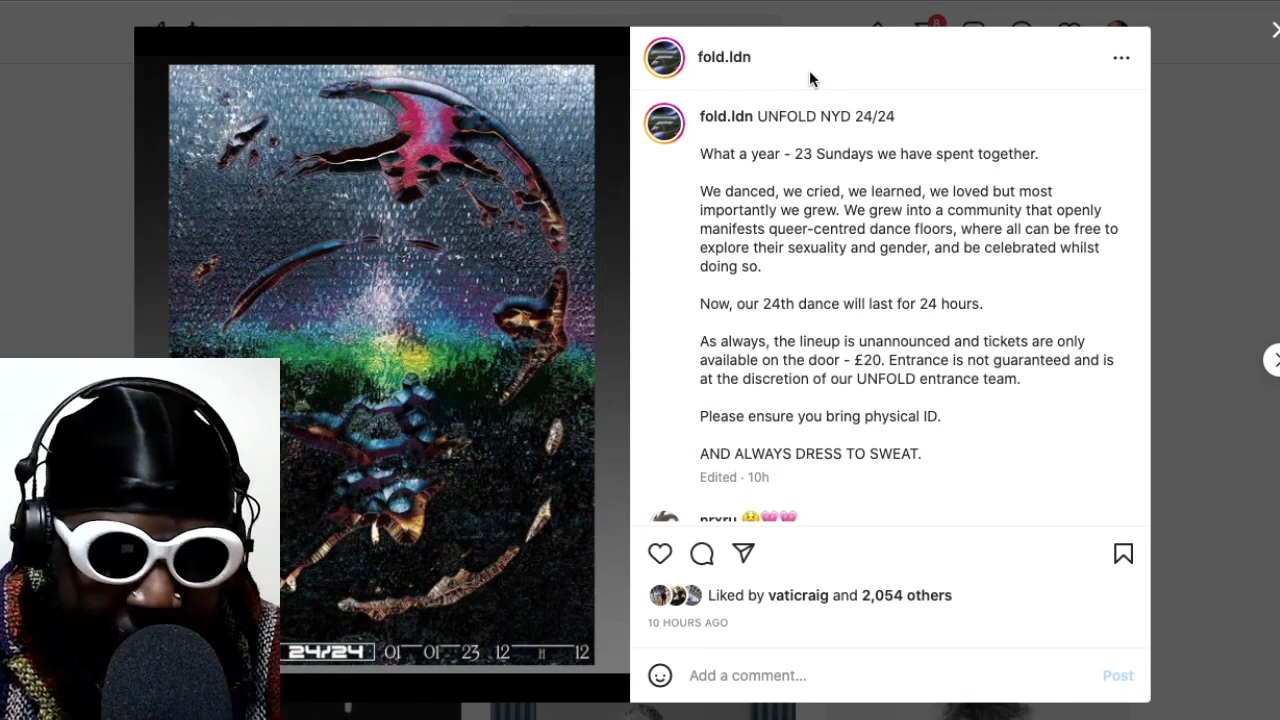 8
fold.ldn
fold.ldn UNFOLD NYD 24/24
What a year - 23 Sundays we have spent together.
We danced, we cried, we learned, we loved but most
importantly we grew. We grew into a community that openly
manifests queer-centred dance floors, where all can be free to
explore their sexuality and gender, and be celebrated whilst
doing so.
Now, our 24th dance will last for 24 hours.
As always, the lineup is unannounced and tickets are only
available on the door - £20. Entrance is not guaranteed and is
at the discretion of our UNFOLD entrance team.
Please ensure you bring physical ID.
AND ALWAYS DRESS TO SWEAT.
Edited · 10h
Liked by vaticraig and 2,054 others
10 HOURS AGO
Add a comment... Post
24/24 01 01 23 12 12